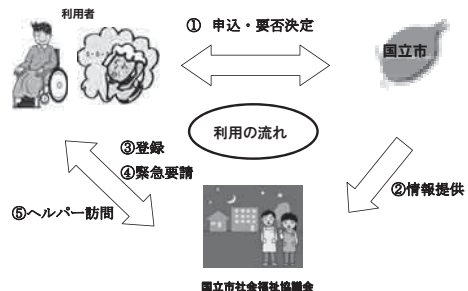 利用者
① 申込・要否決定
国立市
利用の流れ
③登録
④緊急要請
②情報提供
⑤ヘルパー訪問
国立市社会福祉協議会